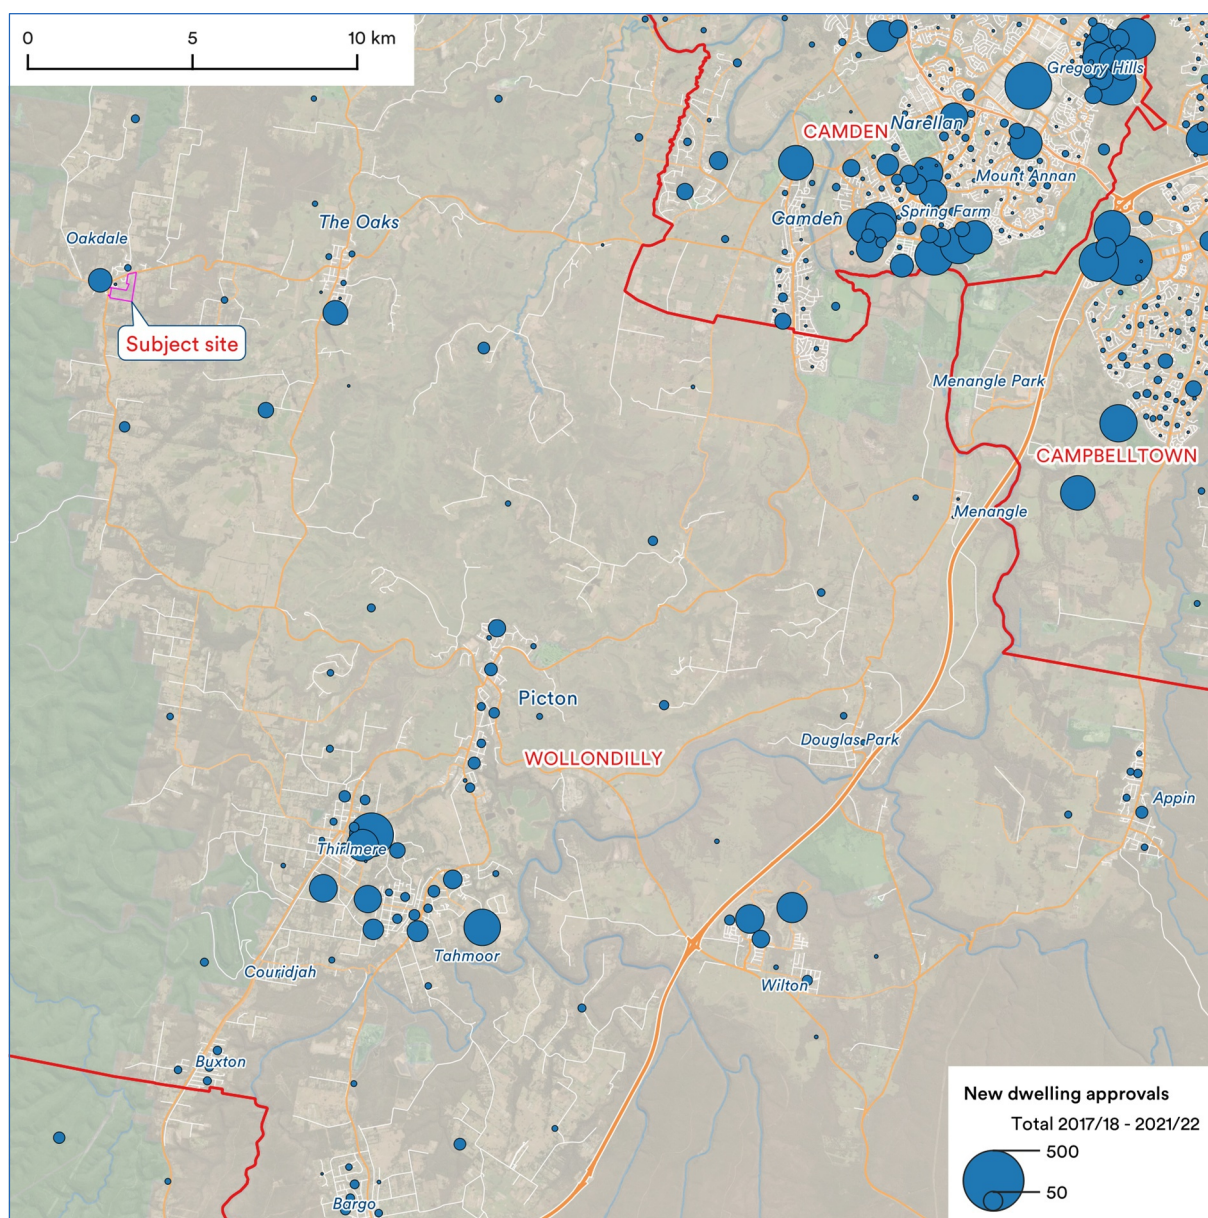 0 5 10 km
Gregory Hills
CAMDEN
Narellan
Mount Annan
Camden
Spring Farm
The Oaks
Oakdale
Subject site
Menangle Park
CAMPBELLTOWN
Menangle
Picton
WOLLONDILLY
Douglas Park
Appin
Thirlmere
Tahmoor
Couridjah
Wilton
Buxton
Bargo
New dwelling approvals
Total 2017/18 - 2021/22
500
50